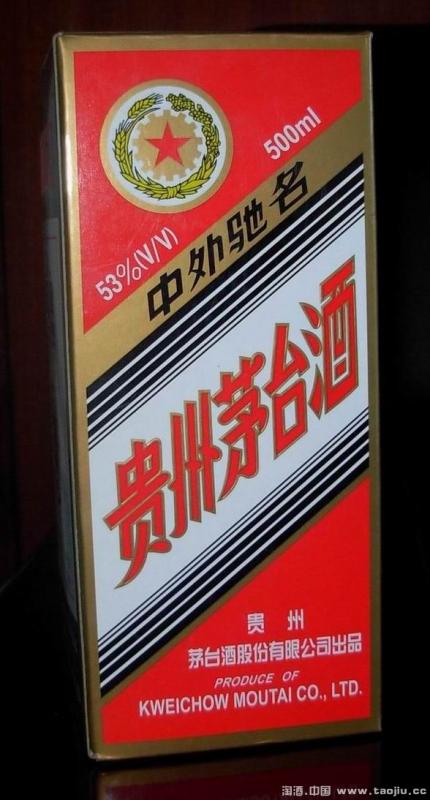 500ml
53%(V/V)
中外驰名
贵州茅台酒
贵 州
茅台酒股份有限公司出品
PRODUCE OF
KWEICHOW MOUTAI CO., LTD.
淘酒.中国 www.taojiu.cc